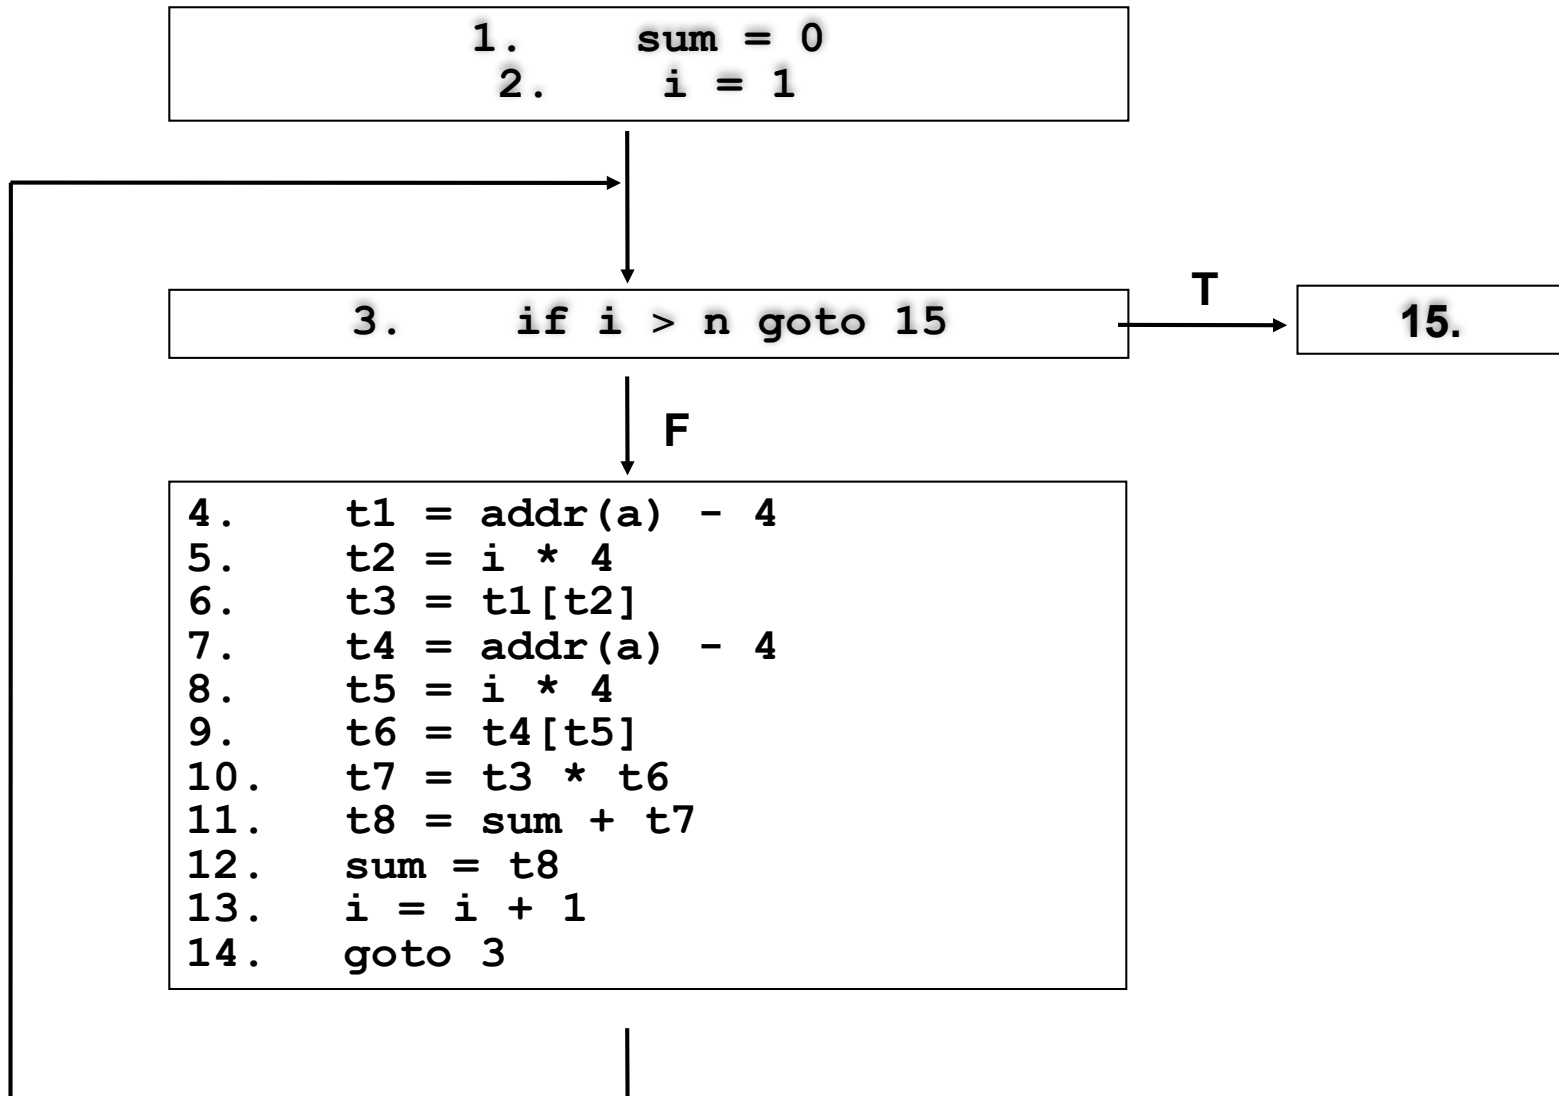 1. sum = 0
2. i = 1
3. if i > n goto 15
T
15.
F
4. t1 = addr(a) - 4
5. t2 = i * 4
6. t3 = t1[t2]
7. t4 = addr(a) - 4
8. t5 = i * 4
9. t6 = t4[t5]
10. t7 = t3 * t6
11. t8 = sum + t7
12. sum = t8
13. i = i + 1
14. goto 3